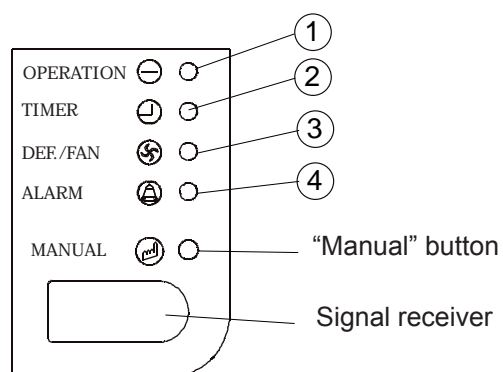 1
OPERATION
2
TIMER
3
DEF./FAN
4
ALARM
MANUAL
“Manual” button
Signal receiver